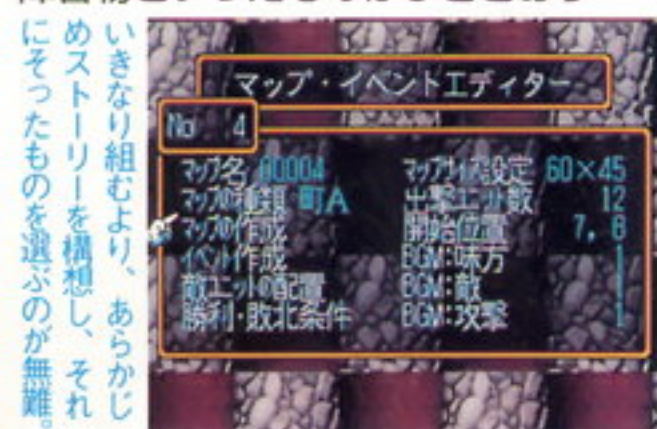 いきなり組むより、あらかじ
めストーリーを構想し、それ
にそったものを選ぶのが無難。
マップ・イベントエディター
No 4
マップ名 00004
マップの種類 町A
マップの作成
イベント作成
敵ユニットの配置
勝利・敗北条件
マップサイズ設定 60×45
出撃ユニット数 12
開始位置 7, 8
BGM:味方 1
BGM:敵 1
BGM:攻撃 1